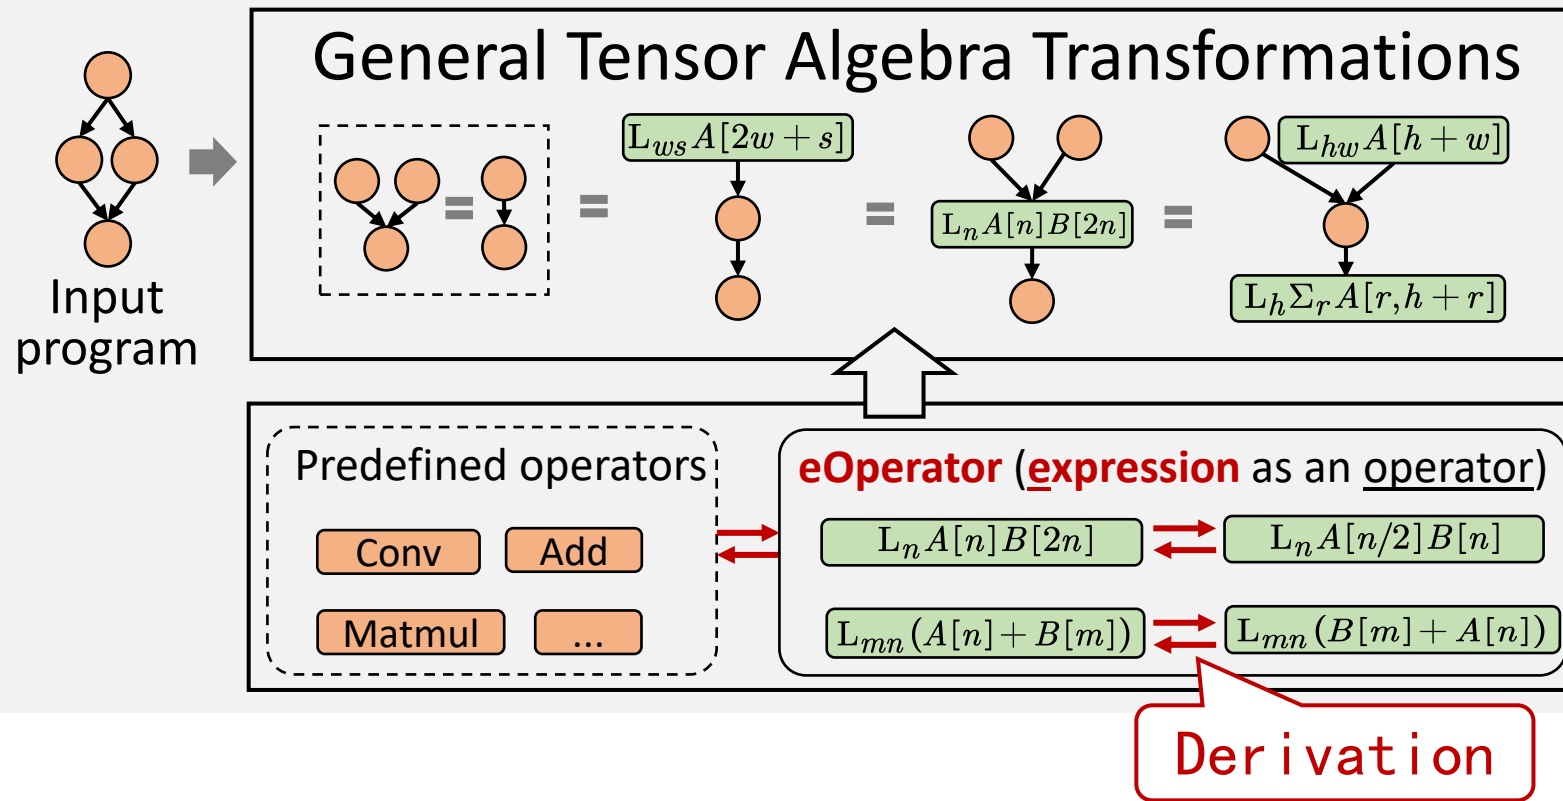 General Tensor Algebra Transformations
Input
program
=
=
L_{ws}A[2w + s]
=
L_nA[n]B[2n]
=
L_{hw}A[h + w]
L_hΣ_rA[r,h + r]
Predefined operators
Conv
Add
Matmul
...
eOperator (expression as an operator)
L_nA[n]B[2n]
L_nA[n/2]B[n]
L_{mn}(A[n] + B[m])
L_{mn}(B[m] + A[n])
Derivation